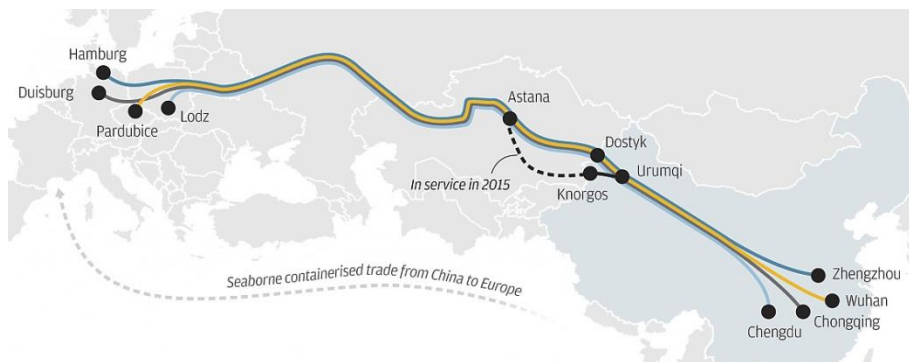 Hamburg
Duisburg
Pardubice
Lodz
Astana
Dostyk
Urumqi
In service in 2015
Knorgos
Seaborne containerised trade from China to Europe
Zhengzhou
Wuhan
Chongqing
Chengdu